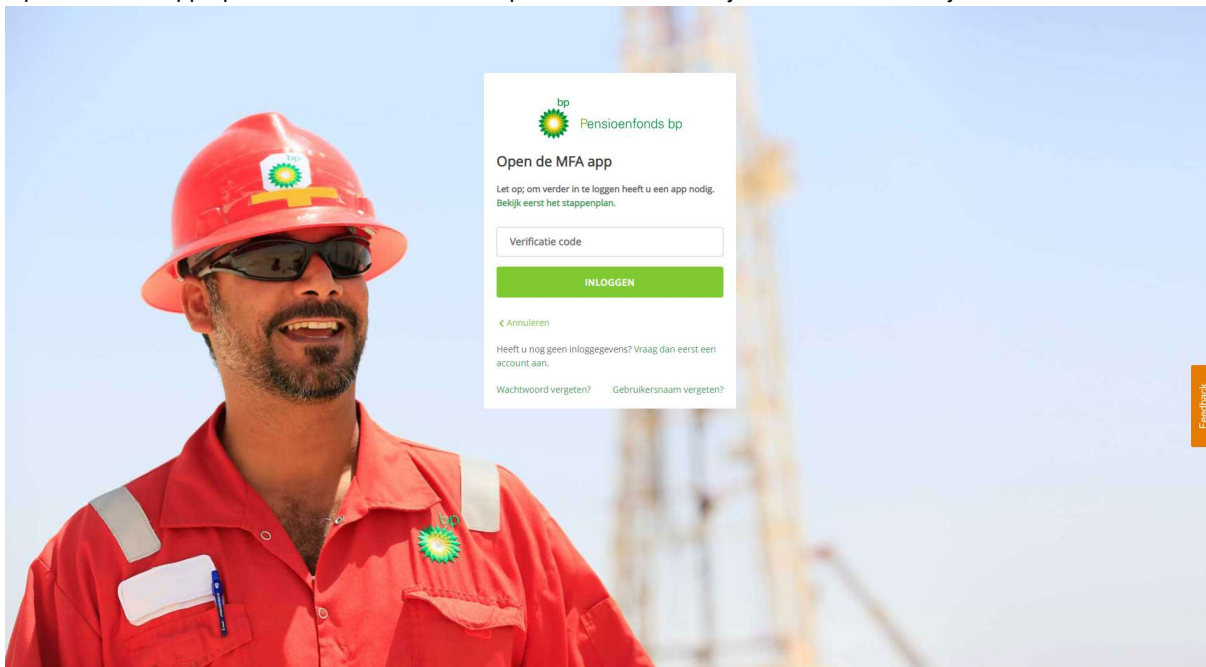 bp
Pensioenfonds bp
Open de MFA app
Let op; om verder in te loggen heeft u een app nodig.
Bekijk eerst het stappenplan.
Verificatie code
INLOGGEN
< Annuleren
Heeft u nog geen inloggegevens? Vraag dan eerst een
account aan.
Wachtwoord vergeten? Gebruikersnaam vergeten?
Feedback
bp
bp